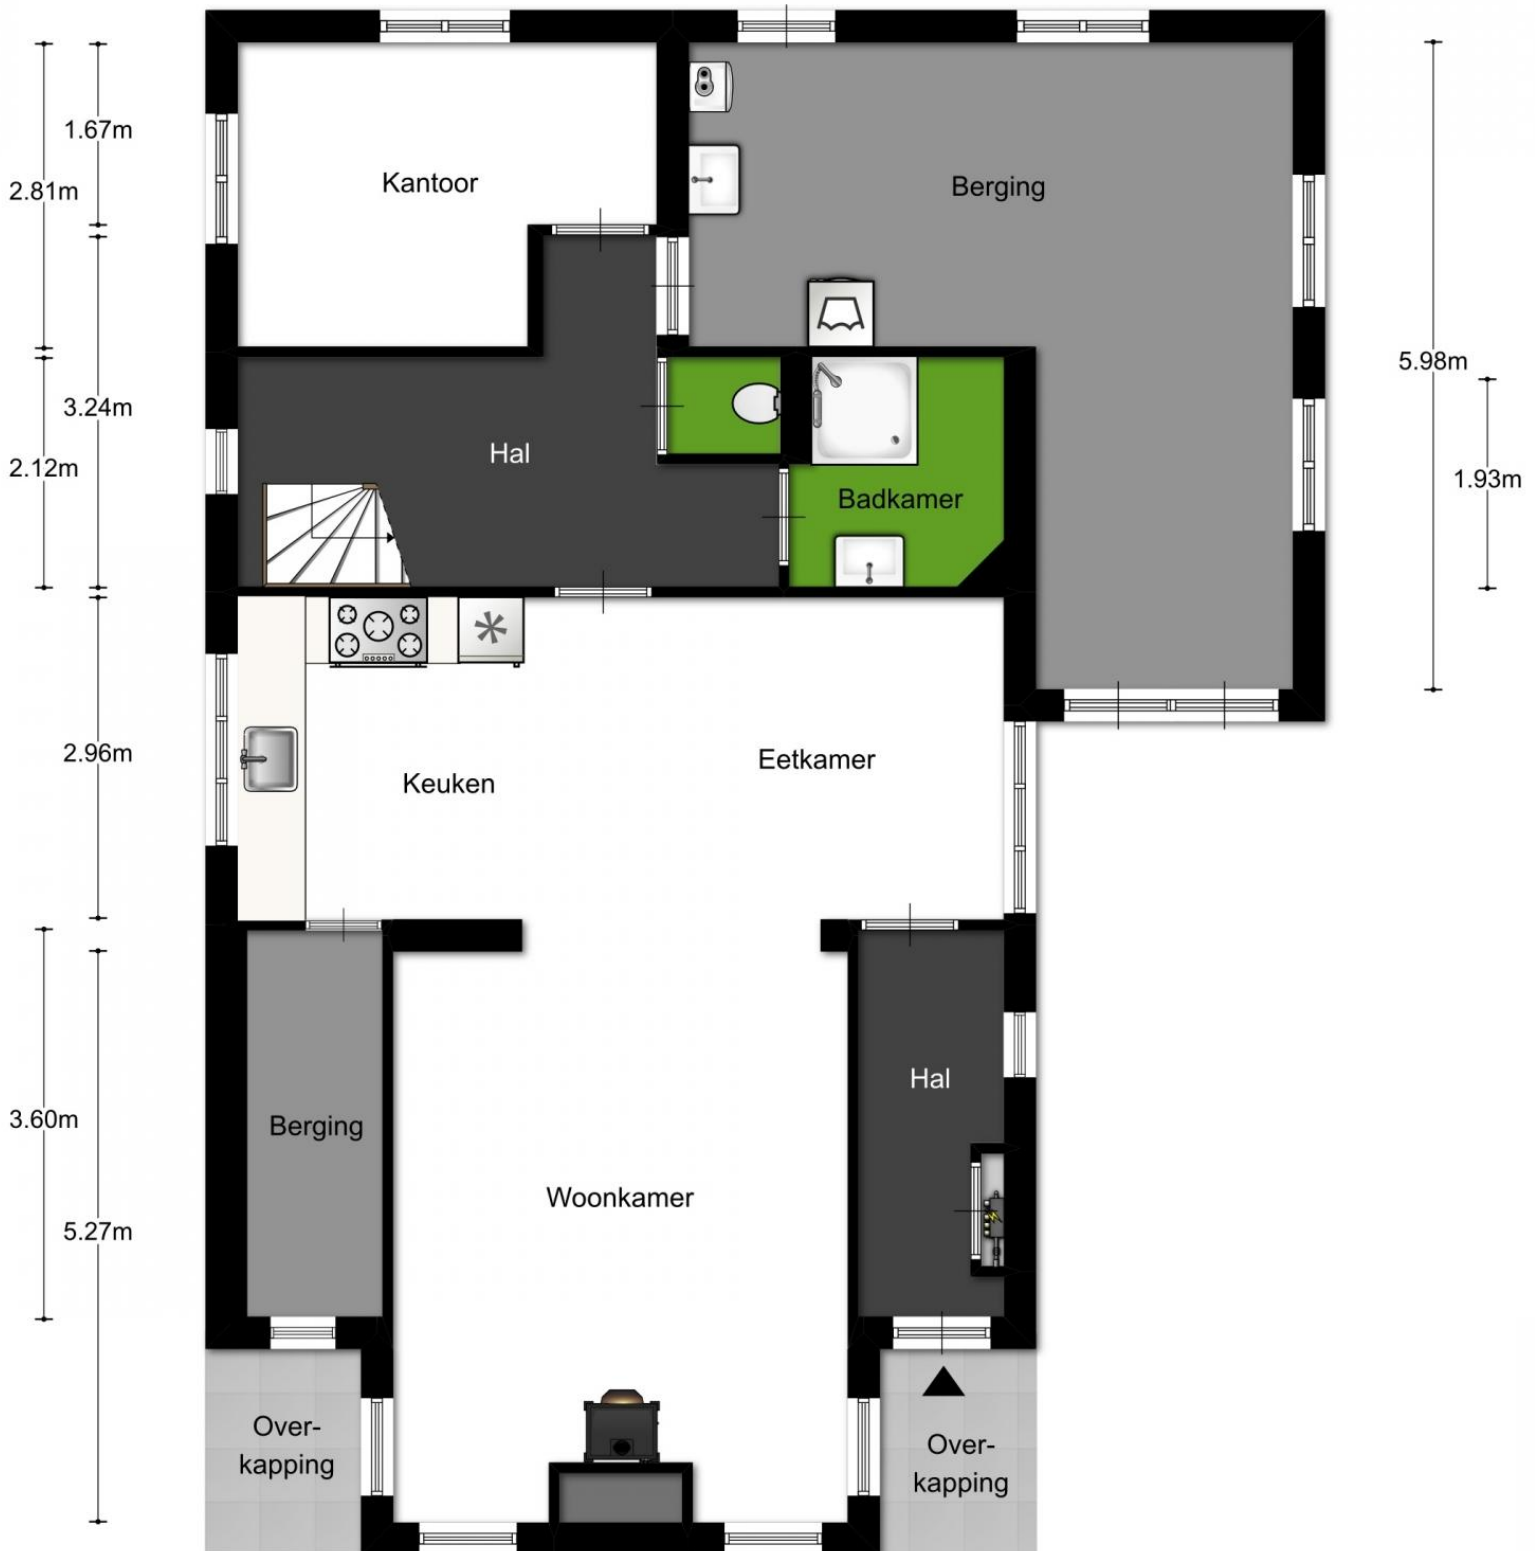 1.67m
Kantoor
2.81m
Berging
5.98m
3.24m
Hal
2.12m
1.93m
Badkamer
2.96m
Eetkamer
Keuken
Hal
3.60m
Berging
Woonkamer
5.27m
Over-
kapping
Over-
kapping